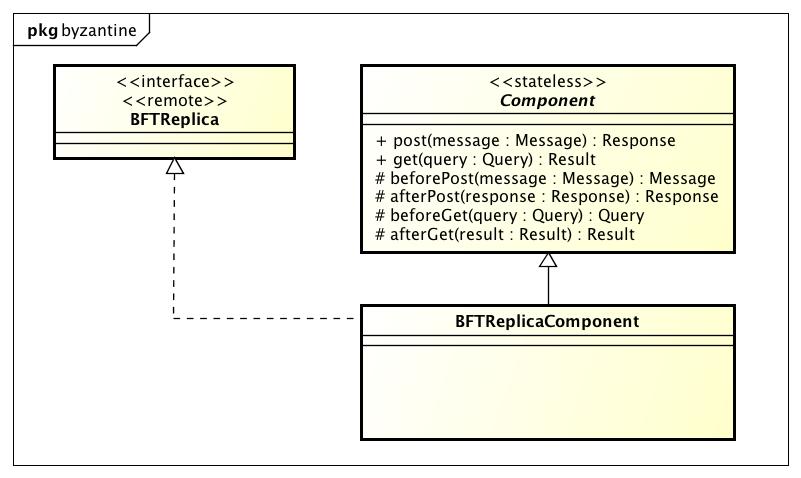 pkg byzantine
<<interface>>
<<remote>>
BFTReplica
<<stateless>>
Component
+ post(message : Message) : Response
+ get(query : Query) : Result
# beforePost(message : Message) : Message
# afterPost(response : Response) : Response
# beforeGet(query : Query) : Query
# afterGet(result : Result) : Result
BFTReplicaComponent